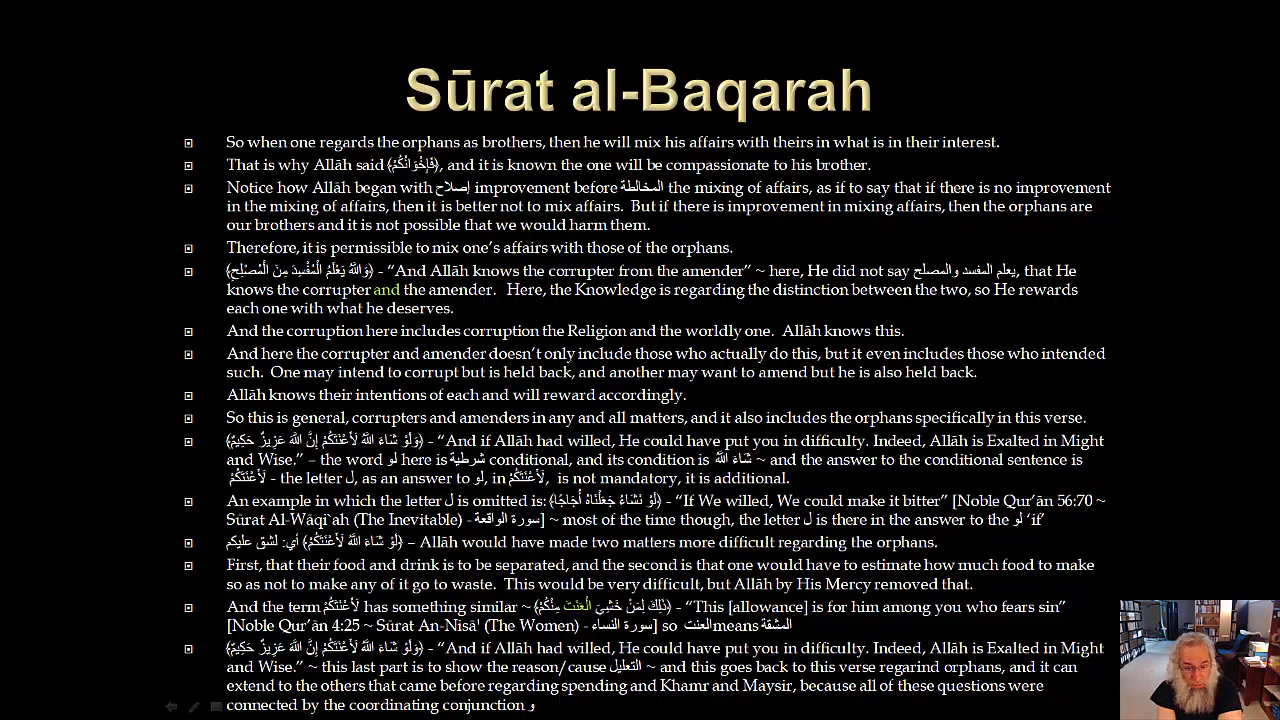 Sūrat al-Baqarah
So when one regards the orphans as brothers, then he will mix his affairs with theirs in what is in their interest.
That is why Allāh said ﴿فَإِخْوَانُكُمْ﴾, and it is known the one will be compassionate to his brother.
Notice how Allāh began with إصلاح improvement before المخالطة the mixing of affairs, as if to say that if there is no improvement
in the mixing of affairs, then it is better not to mix affairs.  But if there is improvement in mixing affairs, then the orphans are
our brothers and it is not possible that we would harm them.
Therefore, it is permissible to mix one's affairs with those of the orphans.
﴿وَاللَّهُ يَعْلَمُ الْمُفْسِدَ مِنَ الْمُصْلِحِ﴾ - "And Allāh knows the corrupter from the amender" ~ here, He did not say يعلم المفسد والمصلح, that He
knows the corrupter and the amender.  Here, the Knowledge is regarding the distinction between the two, so He rewards
each one with what he deserves.
And the corruption here includes corruption the Religion and the worldly one.  Allāh knows this.
And here the corrupter and amender doesn't only include those who actually do this, but it even includes those who intended
such.  One may intend to corrupt but is held back, and another may want to amend but he is also held back.
Allāh knows their intentions of each and will reward accordingly.
So this is general, corrupters and amenders in any and all matters, and it also includes the orphans specifically in this verse.
﴿وَلَوْ شَاءَ اللَّهُ لَأَعْنَتَكُمْ إِنَّ اللَّهَ عَزِيزٌ حَكِيمٌ﴾ - "And if Allāh had willed, He could have put you in difficulty. Indeed, Allāh is Exalted in Might
and Wise." – the word لو here is شرطية conditional, and its condition is شَاءَ اللَّهُ ~ and the answer to the conditional sentence is
لَأَعْنَتَكُمْ - the letter ل, as an answer to لو, in لَأَعْنَتَكُمْ, is not mandatory, it is additional.
An example in which the letter ل is omitted is: ﴿لَوْ نَشَاءُ جَعَلْنَاهُ أُجَاجًا﴾ - "If We willed, We could make it bitter" [Noble Qur'ān 56:70 ~
Sūrat Al-Wāqi`ah (The Inevitable) - سورة الواقعة] ~ most of the time though, the letter ل is there in the answer to the لو 'if'
﴿لَوْ شَاءَ اللَّهُ لَأَعْنَتَكُمْ﴾ أي: لشق عليكم – Allāh would have made two matters more difficult regarding the orphans.
First, that their food and drink is to be separated, and the second is that one would have to estimate how much food to make
so as not to make any of it go to waste.  This would be very difficult, but Allāh by His Mercy removed that.
And the term لَأَعْنَتَكُمْ has something similar ~ ﴿ذَلِكَ لِمَنْ خَشِيَ الْعَنَتَ مِنْكُمْ﴾ - "This [allowance] is for him among you who fears sin"
[Noble Qur'ān 4:25 ~ Sūrat An-Nisā' (The Women) - سورة النساء] so العنت means المشقة
﴿وَلَوْ شَاءَ اللَّهُ لَأَعْنَتَكُمْ إِنَّ اللَّهَ عَزِيزٌ حَكِيمٌ﴾ - "And if Allāh had willed, He could have put you in difficulty. Indeed, Allāh is Exalted in Might
and Wise." ~ this last part is to show the reason/cause التعليل ~ and this goes back to this verse regarind orphans, and it can
extend to the others that came before regarding spending and Khamr and Maysir, because all of these questions were
connected by the coordinating conjunction و